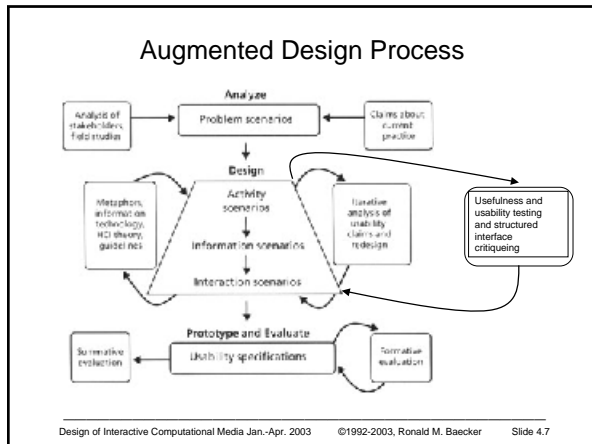 Augmented Design Process
Analyze
Analysis of
stakeholders,
field studies
Problem scenarios
Claims about
current
practice
Design
Metaphors,
information
technology,
HCI theory,
guidelines
Activity
scenarios
Information scenarios
Interaction scenarios
Iterative
analysis of
usability
claims and
redesign
Usefulness and
usability testing
and structured
interface
critiqueing
Prototype and Evaluate
Summative
evaluation
Usability specifications
Formative
evaluation
Design of Interactive Computational Media Jan.-Apr. 2003 ©1992-2003, Ronald M. Baecker Slide 4.7